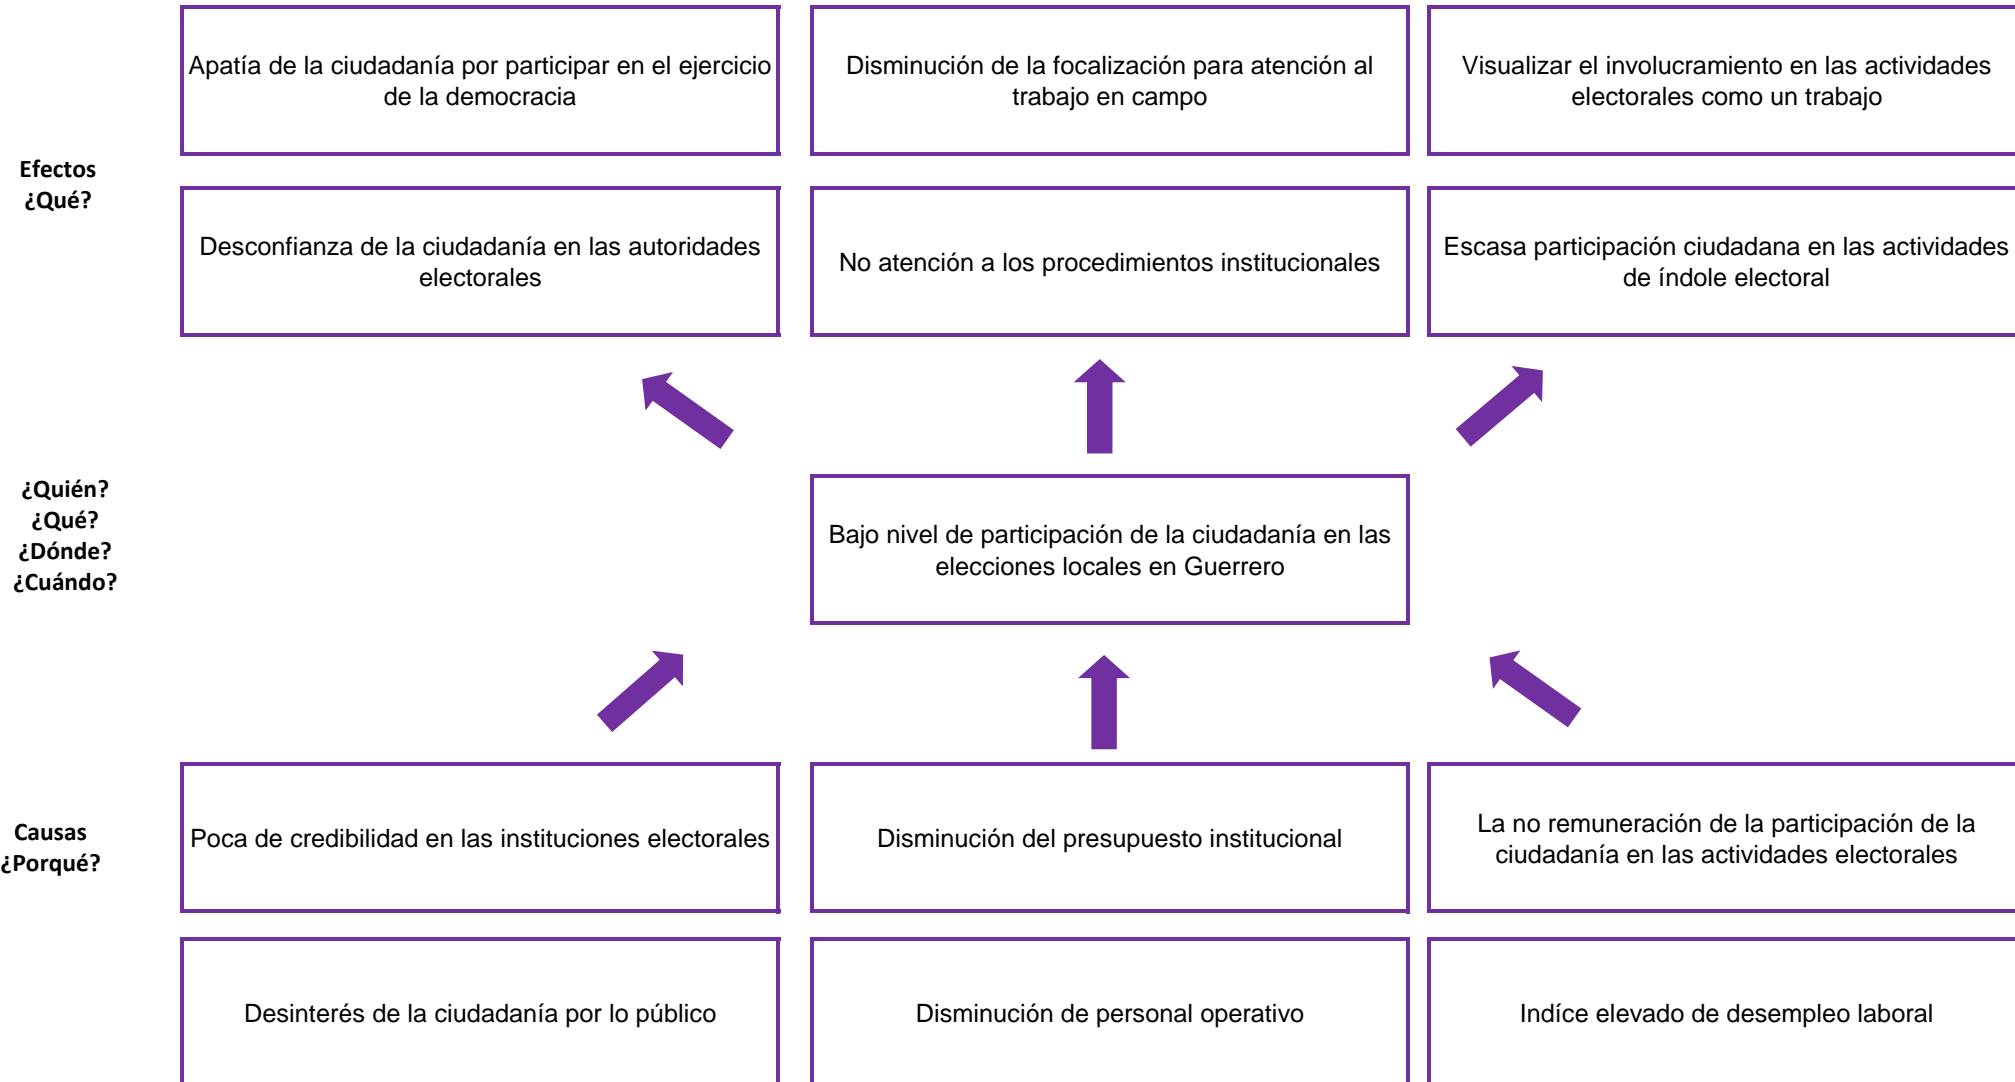 Apatía de la ciudadanía por participar en el ejercicio
de la democracia
Disminución de la focalización para atención al
trabajo en campo
Visualizar el involucramiento en las actividades
electorales como un trabajo
Efectos
¿Qué?
Desconfianza de la ciudadanía en las autoridades
electorales
No atención a los procedimientos institucionales
Escasa participación ciudadana en las actividades
de índole electoral
¿Quién?
¿Qué?
¿Dónde?
¿Cuándo?
Bajo nivel de participación de la ciudadanía en las
elecciones locales en Guerrero
Causas
¿Porqué?
Poca de credibilidad en las instituciones electorales
Disminución del presupuesto institucional
La no remuneración de la participación de la
ciudadanía en las actividades electorales
Desinterés de la ciudadanía por lo público
Disminución de personal operativo
Indíce elevado de desempleo laboral